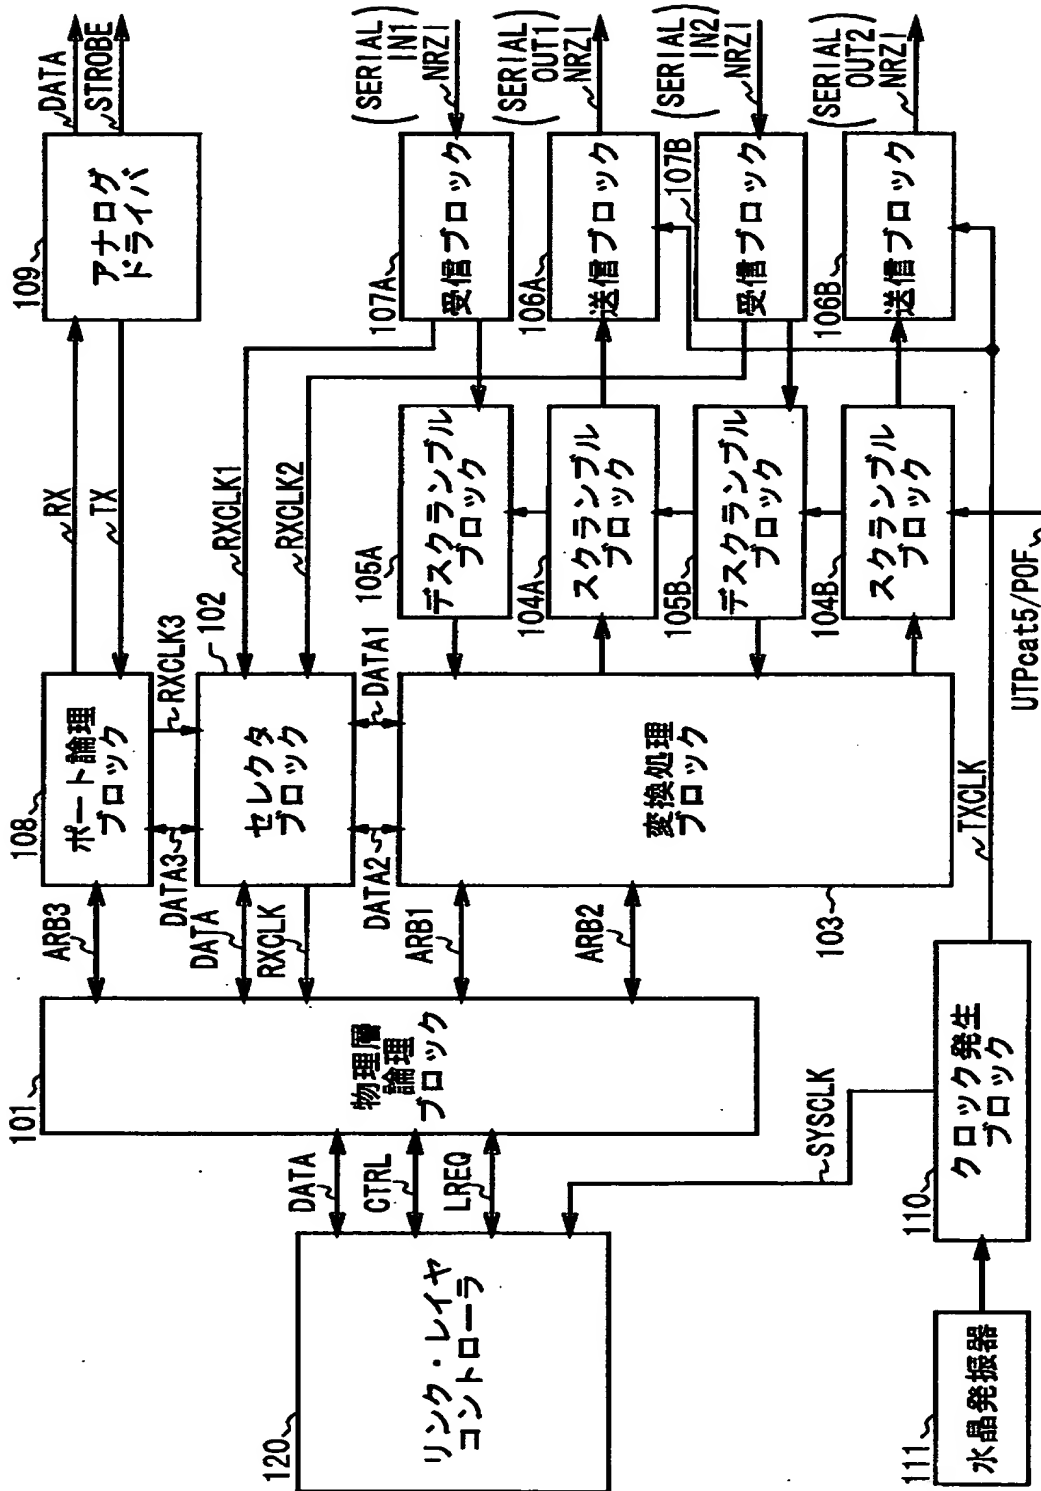 120
リンク・レイヤ
コントローラ
111
水晶発振器
DATA
CTRL
LREQ
SYSCLK
110
クロック発生
ブロック
101
物理層
論理
ブロック
ARB3
DATA3
DATA
RXCLK
ARB1
ARB2
DATA2
DATA1
108
ポート論理
ブロック
RXCLK3
102
セレクタ
ブロック
103
変換処理
ブロック
TXCLK
UTPcat5/POF
RX
TX
RXCLK1
RXCLK2
105A
デスクランブル
ブロック
104A
スクランブル
ブロック
105B
デスクランブル
ブロック
104B
スクランブル
ブロック
109
アナログ
ドライバ
107A
受信ブロック
106A
送信ブロック
107B
受信ブロック
106B
送信ブロック
DATA
STROBE
(SERIAL
IN1)
NRZI
(SERIAL
OUT1)
NRZI
(SERIAL
IN2)
NRZI
(SERIAL
OUT2)
NRZI